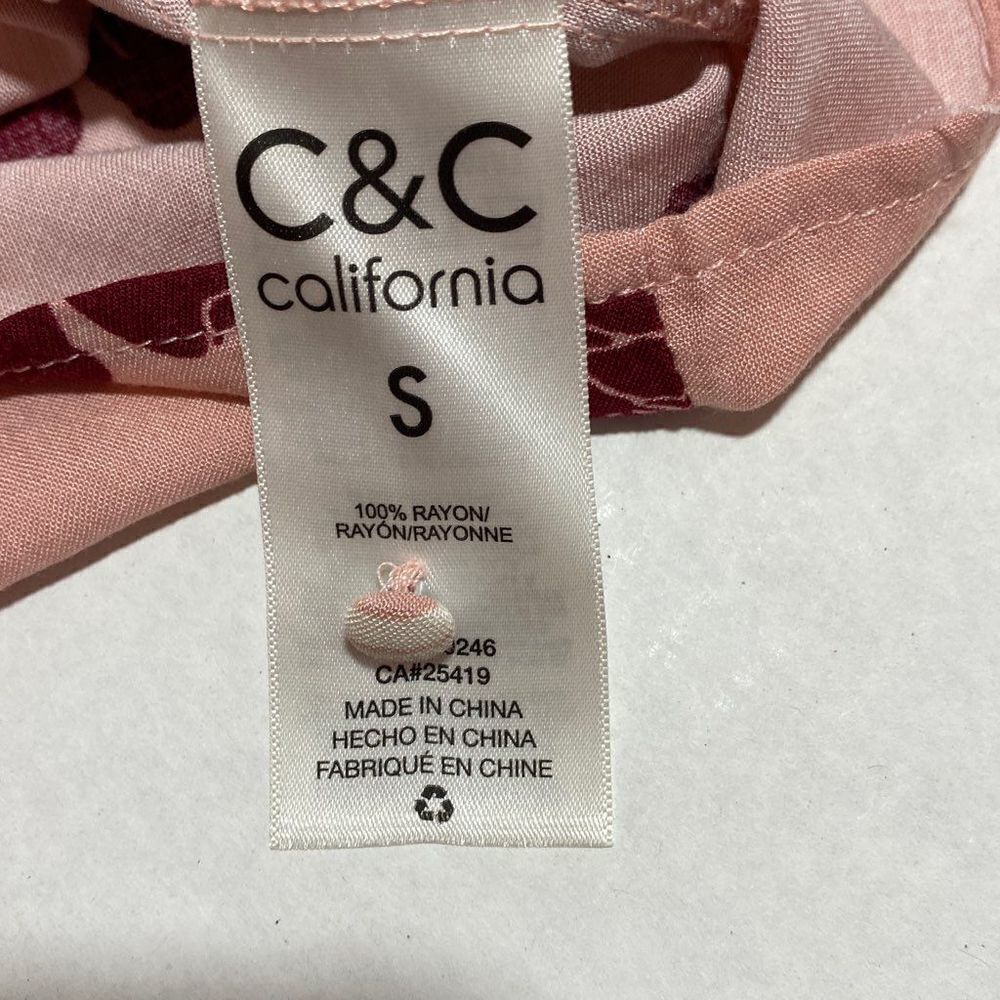 C&C
california
S
100% RAYON/
RAYÓN/RAYONNE
CA#25419
MADE IN CHINA
HECHO EN CHINA
FABRIQUÉ EN CHINE